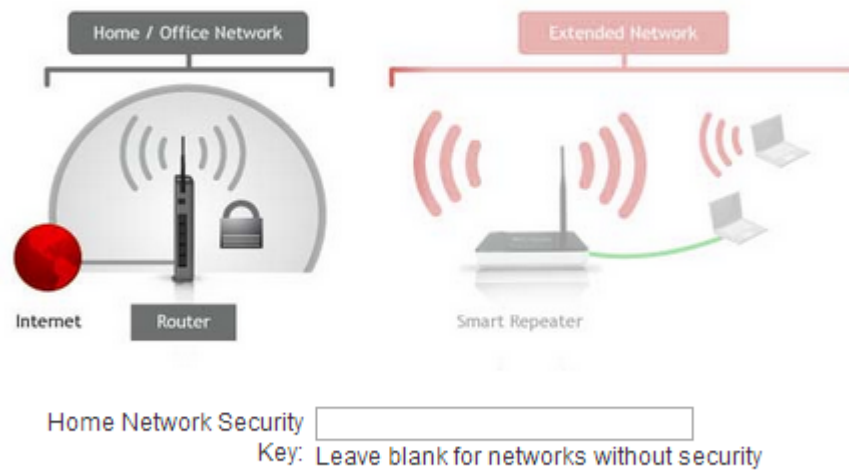 Home / Office Network
Extended Network
Internet
Router
Smart Repeater
Home Network Security
Key:
Leave blank for networks without security